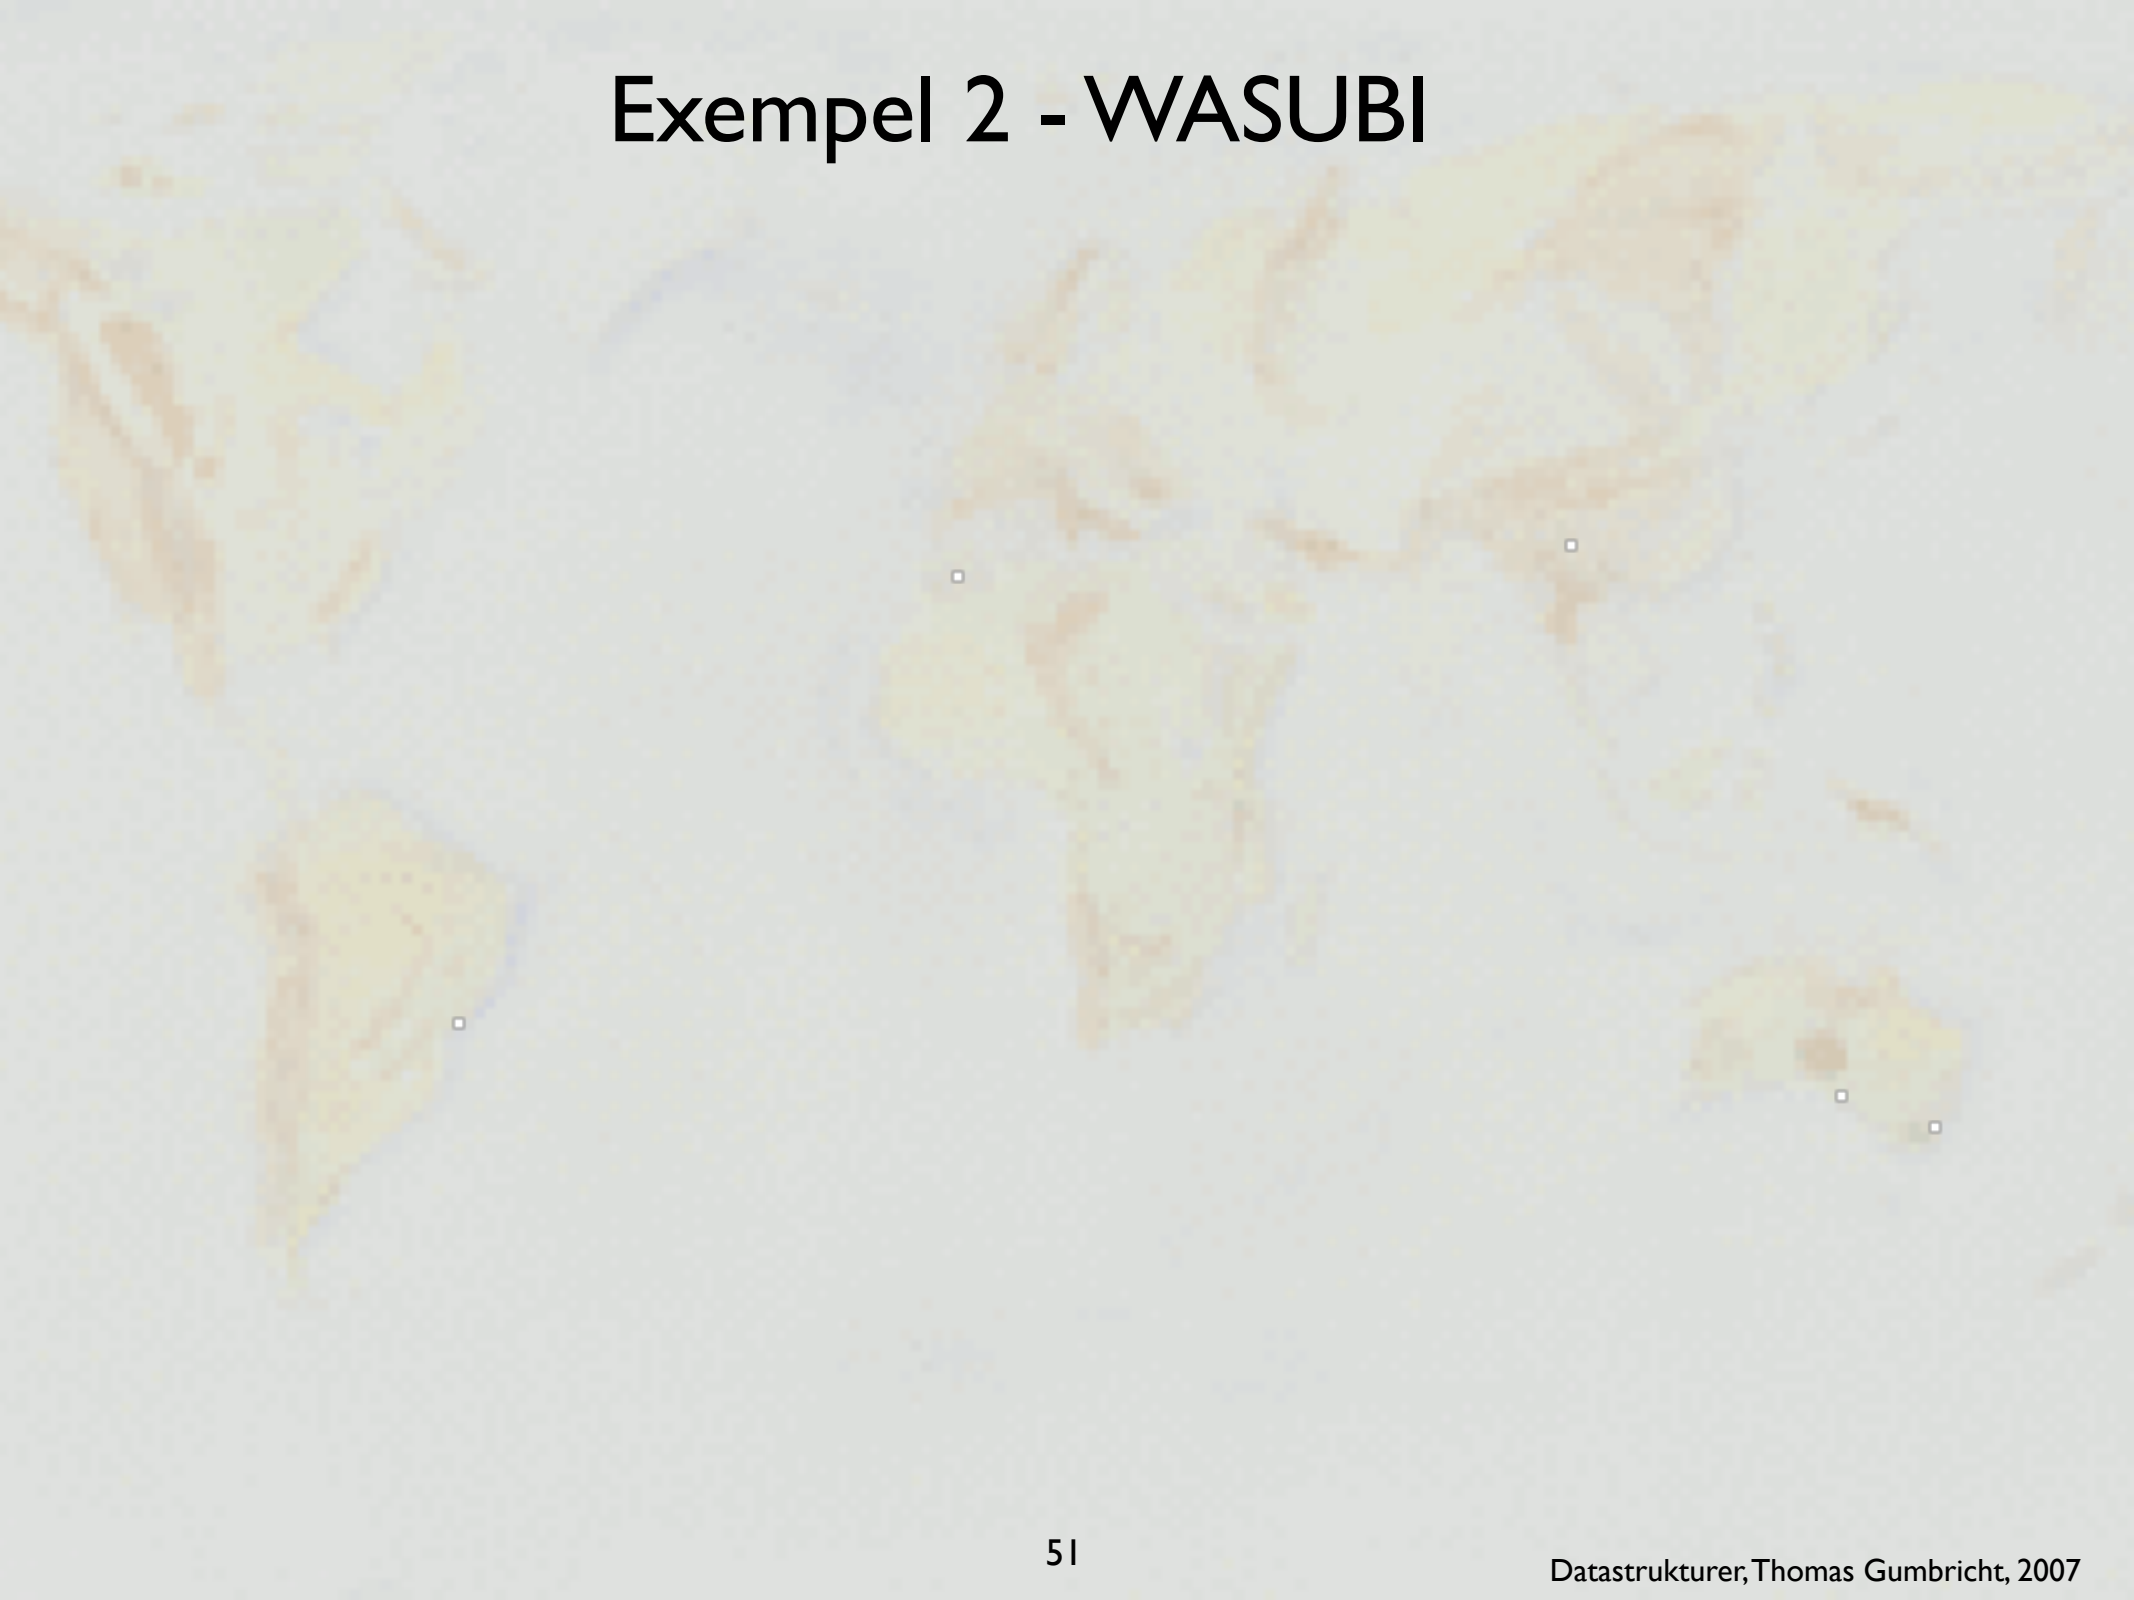 Exempel 2 - WASUBI
51
Datastrukturer, Thomas Gumbricht, 2007